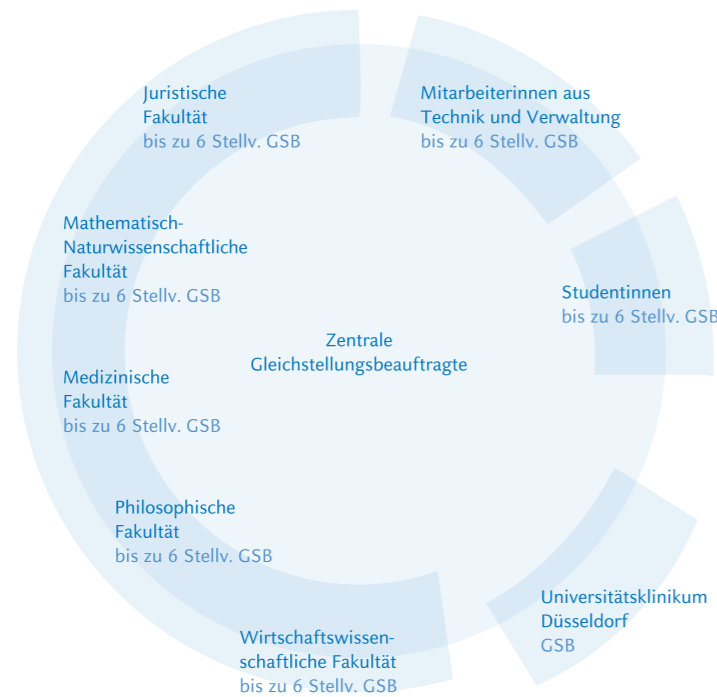 Juristische
Fakultät
bis zu 6 Stellv. GSB
Mitarbeiterinnen aus
Technik und Verwaltung
bis zu 6 Stellv. GSB
Mathematisch-
Naturwissenschaftliche
Fakultät
bis zu 6 Stellv. GSB
Studentinnen
bis zu 6 Stellv. GSB
Zentrale
Gleichstellungsbeauftragte
Medizinische
Fakultät
bis zu 6 Stellv. GSB
Philosophische
Fakultät
bis zu 6 Stellv. GSB
Universitätsklinikum
Düsseldorf
GSB
Wirtschaftswissen-
schaftliche Fakultät
bis zu 6 Stellv. GSB